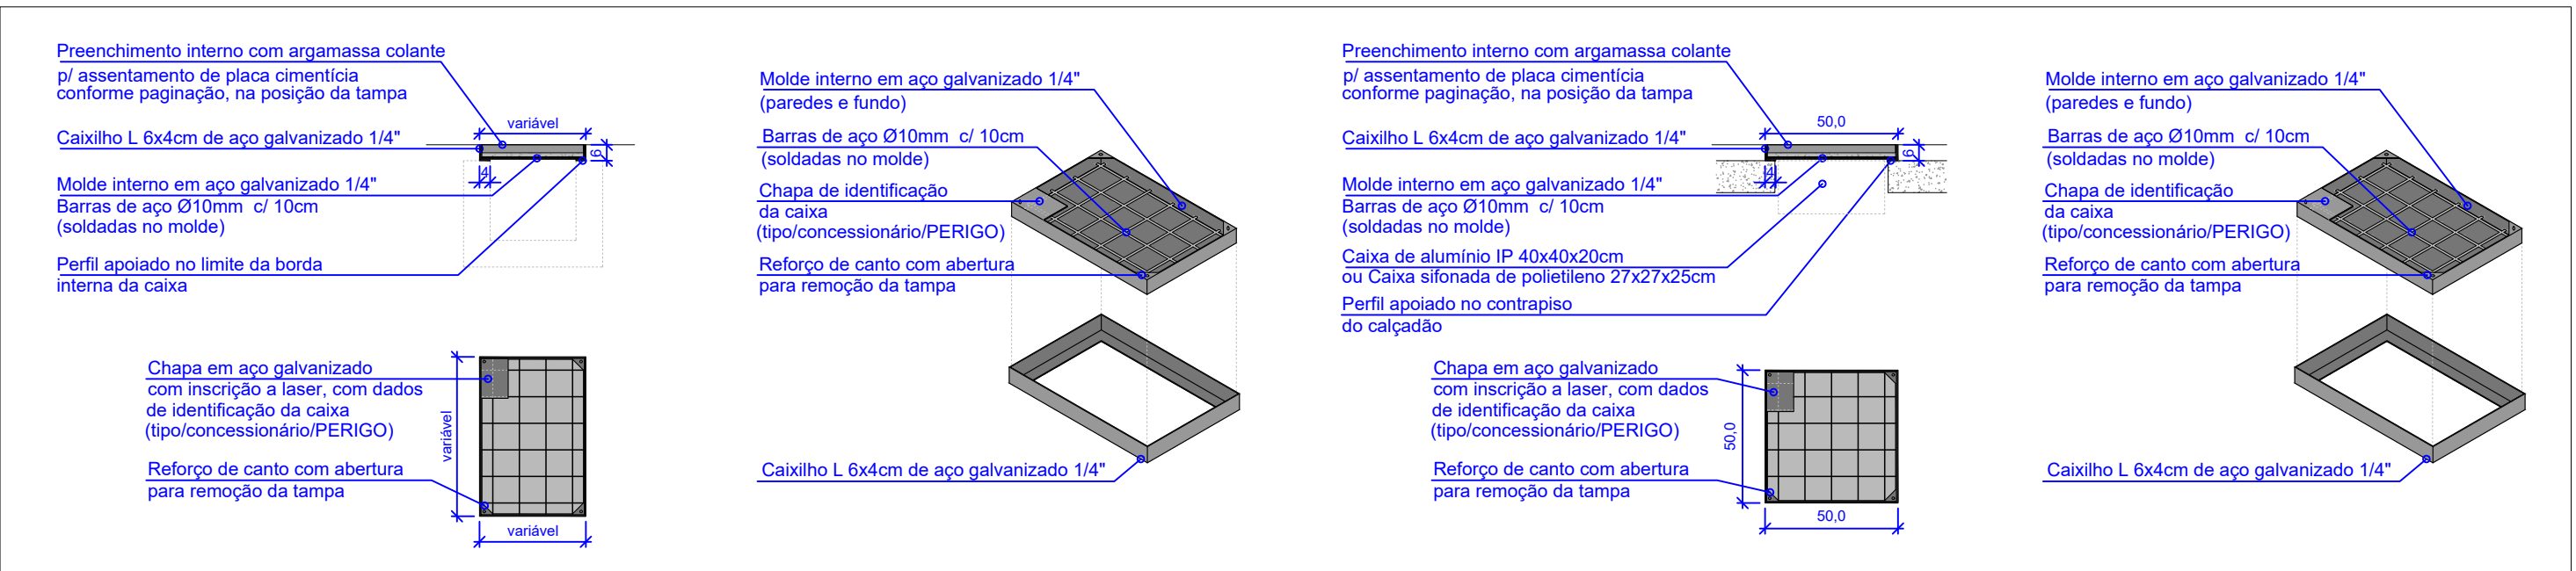 Preenchimento interno com argamassa colante
p/ assentamento de placa cimentícia
conforme paginação, na posição da tampa
Caixilho L 6x4cm de aço galvanizado 1/4"
Molde interno em aço galvanizado 1/4"
Barras de aço Ø10mm c/ 10cm
(soldadas no molde)
Perfil apoiado no limite da borda
interna da caixa
variável
6
4
Chapa em aço galvanizado
com inscrição a laser, com dados
de identificação da caixa
(tipo/concessionário/PERIGO)
Reforço de canto com abertura
para remoção da tampa
variável
variável
Molde interno em aço galvanizado 1/4"
(paredes e fundo)
Barras de aço Ø10mm c/ 10cm
(soldadas no molde)
Chapa de identificação
da caixa
(tipo/concessionário/PERIGO)
Reforço de canto com abertura
para remoção da tampa
Caixilho L 6x4cm de aço galvanizado 1/4"
Preenchimento interno com argamassa colante
p/ assentamento de placa cimentícia
conforme paginação, na posição da tampa
Caixilho L 6x4cm de aço galvanizado 1/4"
Molde interno em aço galvanizado 1/4"
Barras de aço Ø10mm c/ 10cm
(soldadas no molde)
Caixa de alumínio IP 40x40x20cm
ou Caixa sifonada de polietileno 27x27x25cm
Perfil apoiado no contrapiso
do calçadão
50,0
6
4
Chapa em aço galvanizado
com inscrição a laser, com dados
de identificação da caixa
(tipo/concessionário/PERIGO)
Reforço de canto com abertura
para remoção da tampa
50,0
50,0
Molde interno em aço galvanizado 1/4"
(paredes e fundo)
Barras de aço Ø10mm c/ 10cm
(soldadas no molde)
Chapa de identificação
da caixa
(tipo/concessionário/PERIGO)
Reforço de canto com abertura
para remoção da tampa
Caixilho L 6x4cm de aço galvanizado 1/4"